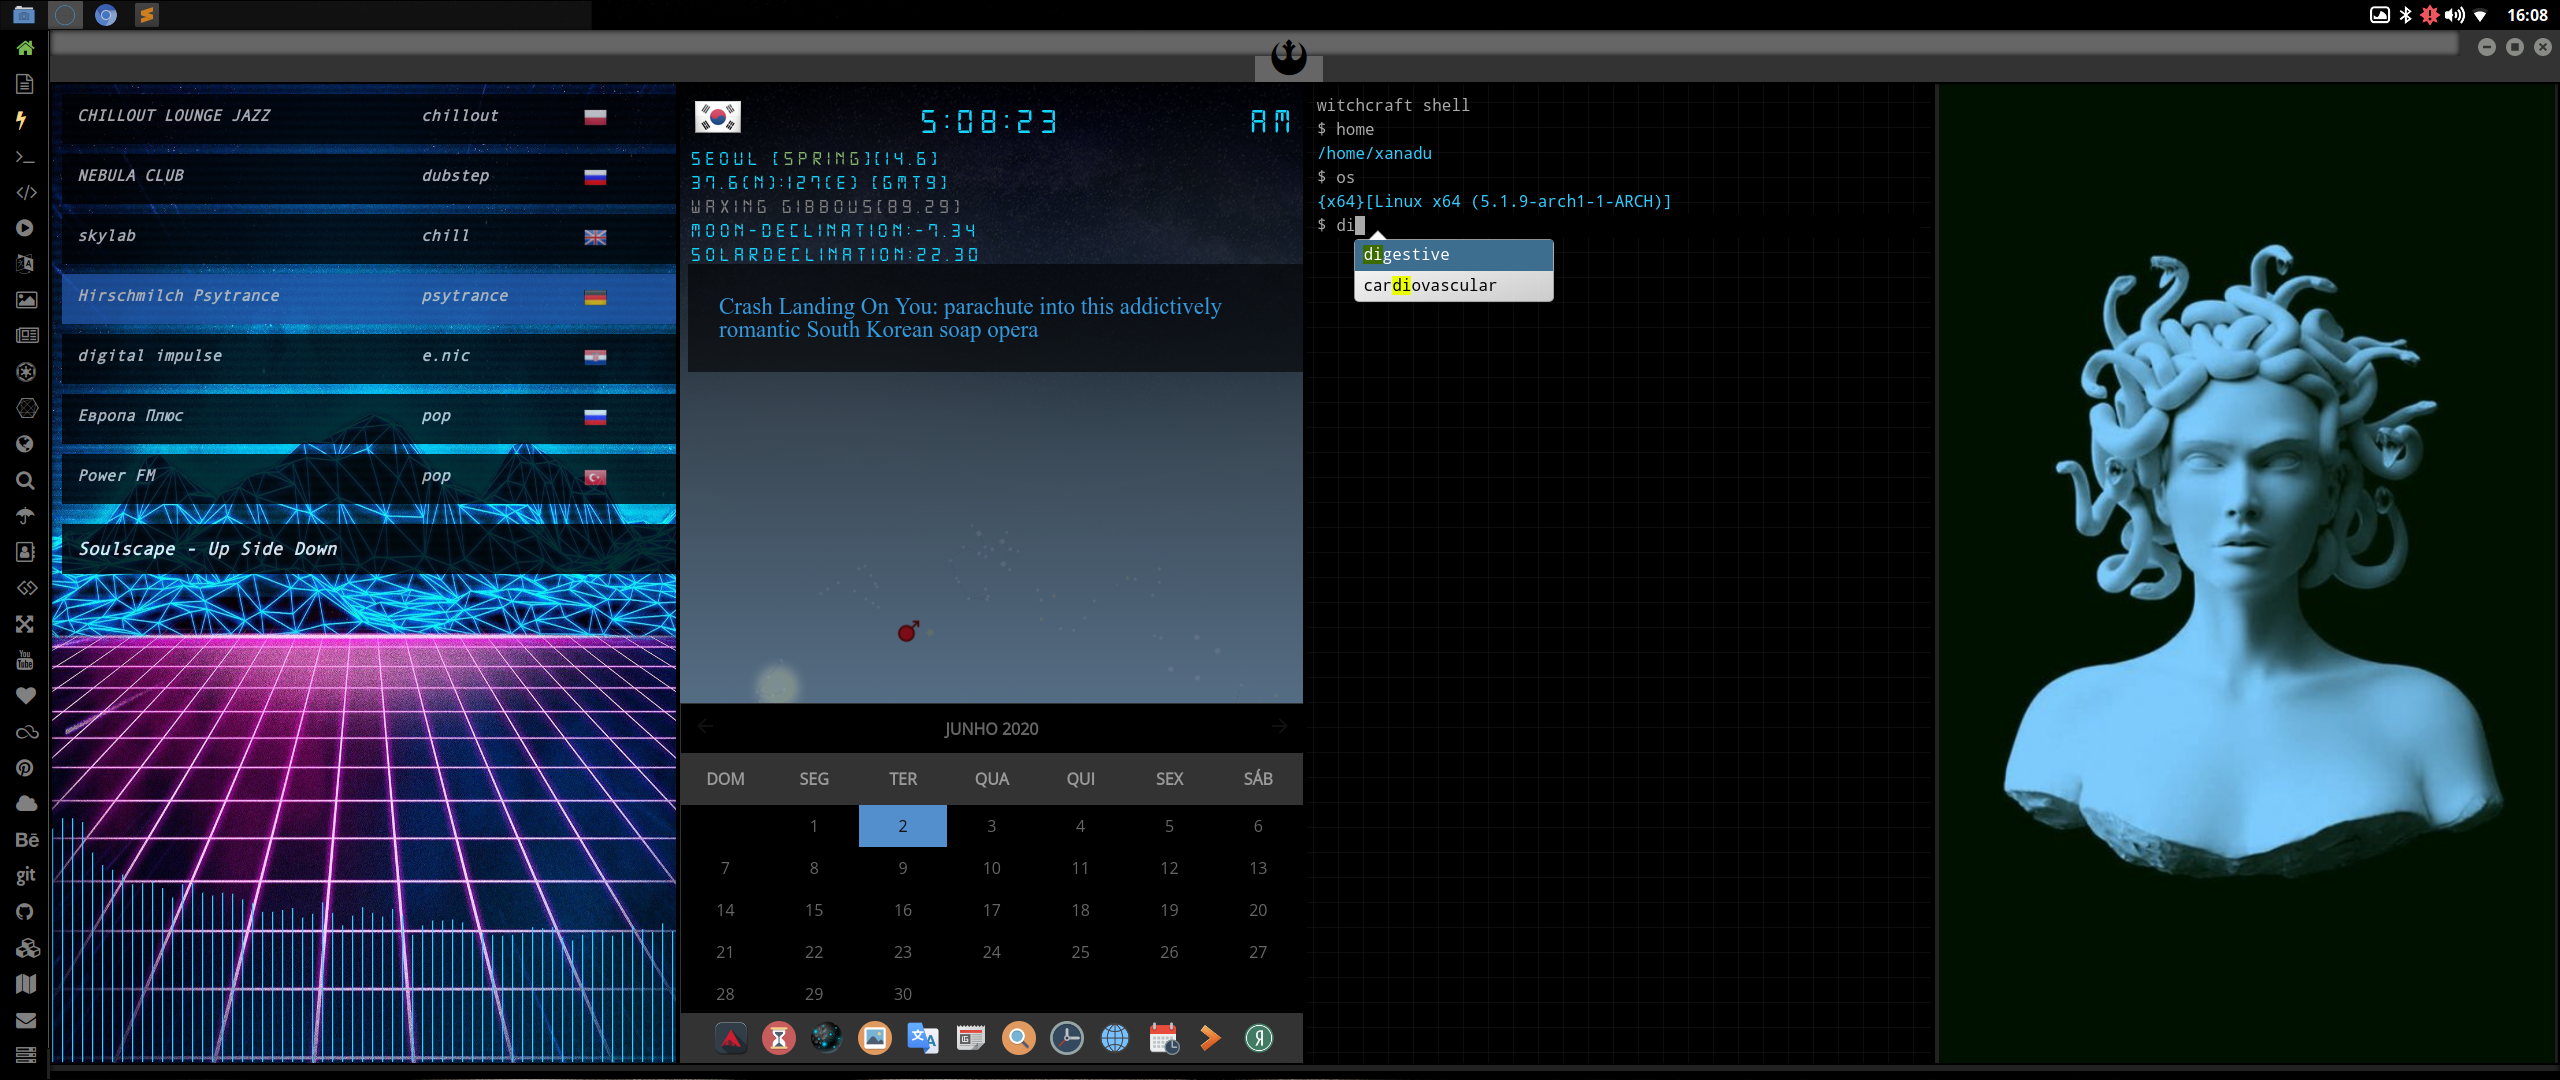 16:08
CHILLOUT LOUNGE JAZZ chillout
NEBULA CLUB dubstep
skylab chill
Hirschmilch Psytrance psytrance
digital impulse e.nic
Европа Плюс pop
Power FM pop
Soulscape - Up Side Down
5:08:23 AM
SEOUL [SPRING][14.6]
37.6(N):127(E) [GMT9]
WAXING GIBBOUS[89.29]
MOON-DECLINATION:-7.34
SOLARDECLINATION:22.30
Crash Landing On You: parachute into this addictively
romantic South Korean soap opera
JUNHO 2020
DOM SEG TER QUA QUI SEX SÁB
1 2 3 4 5 6
7 8 9 10 11 12 13
14 15 16 17 18 19 20
21 22 23 24 25 26 27
28 29 30
witchcraft shell
$ home
/home/xanadu
$ os
{x64}[Linux x64 (5.1.9-arch1-1-ARCH)]
$ di
digestive
cardiovascular
You
Tube
Bē
git